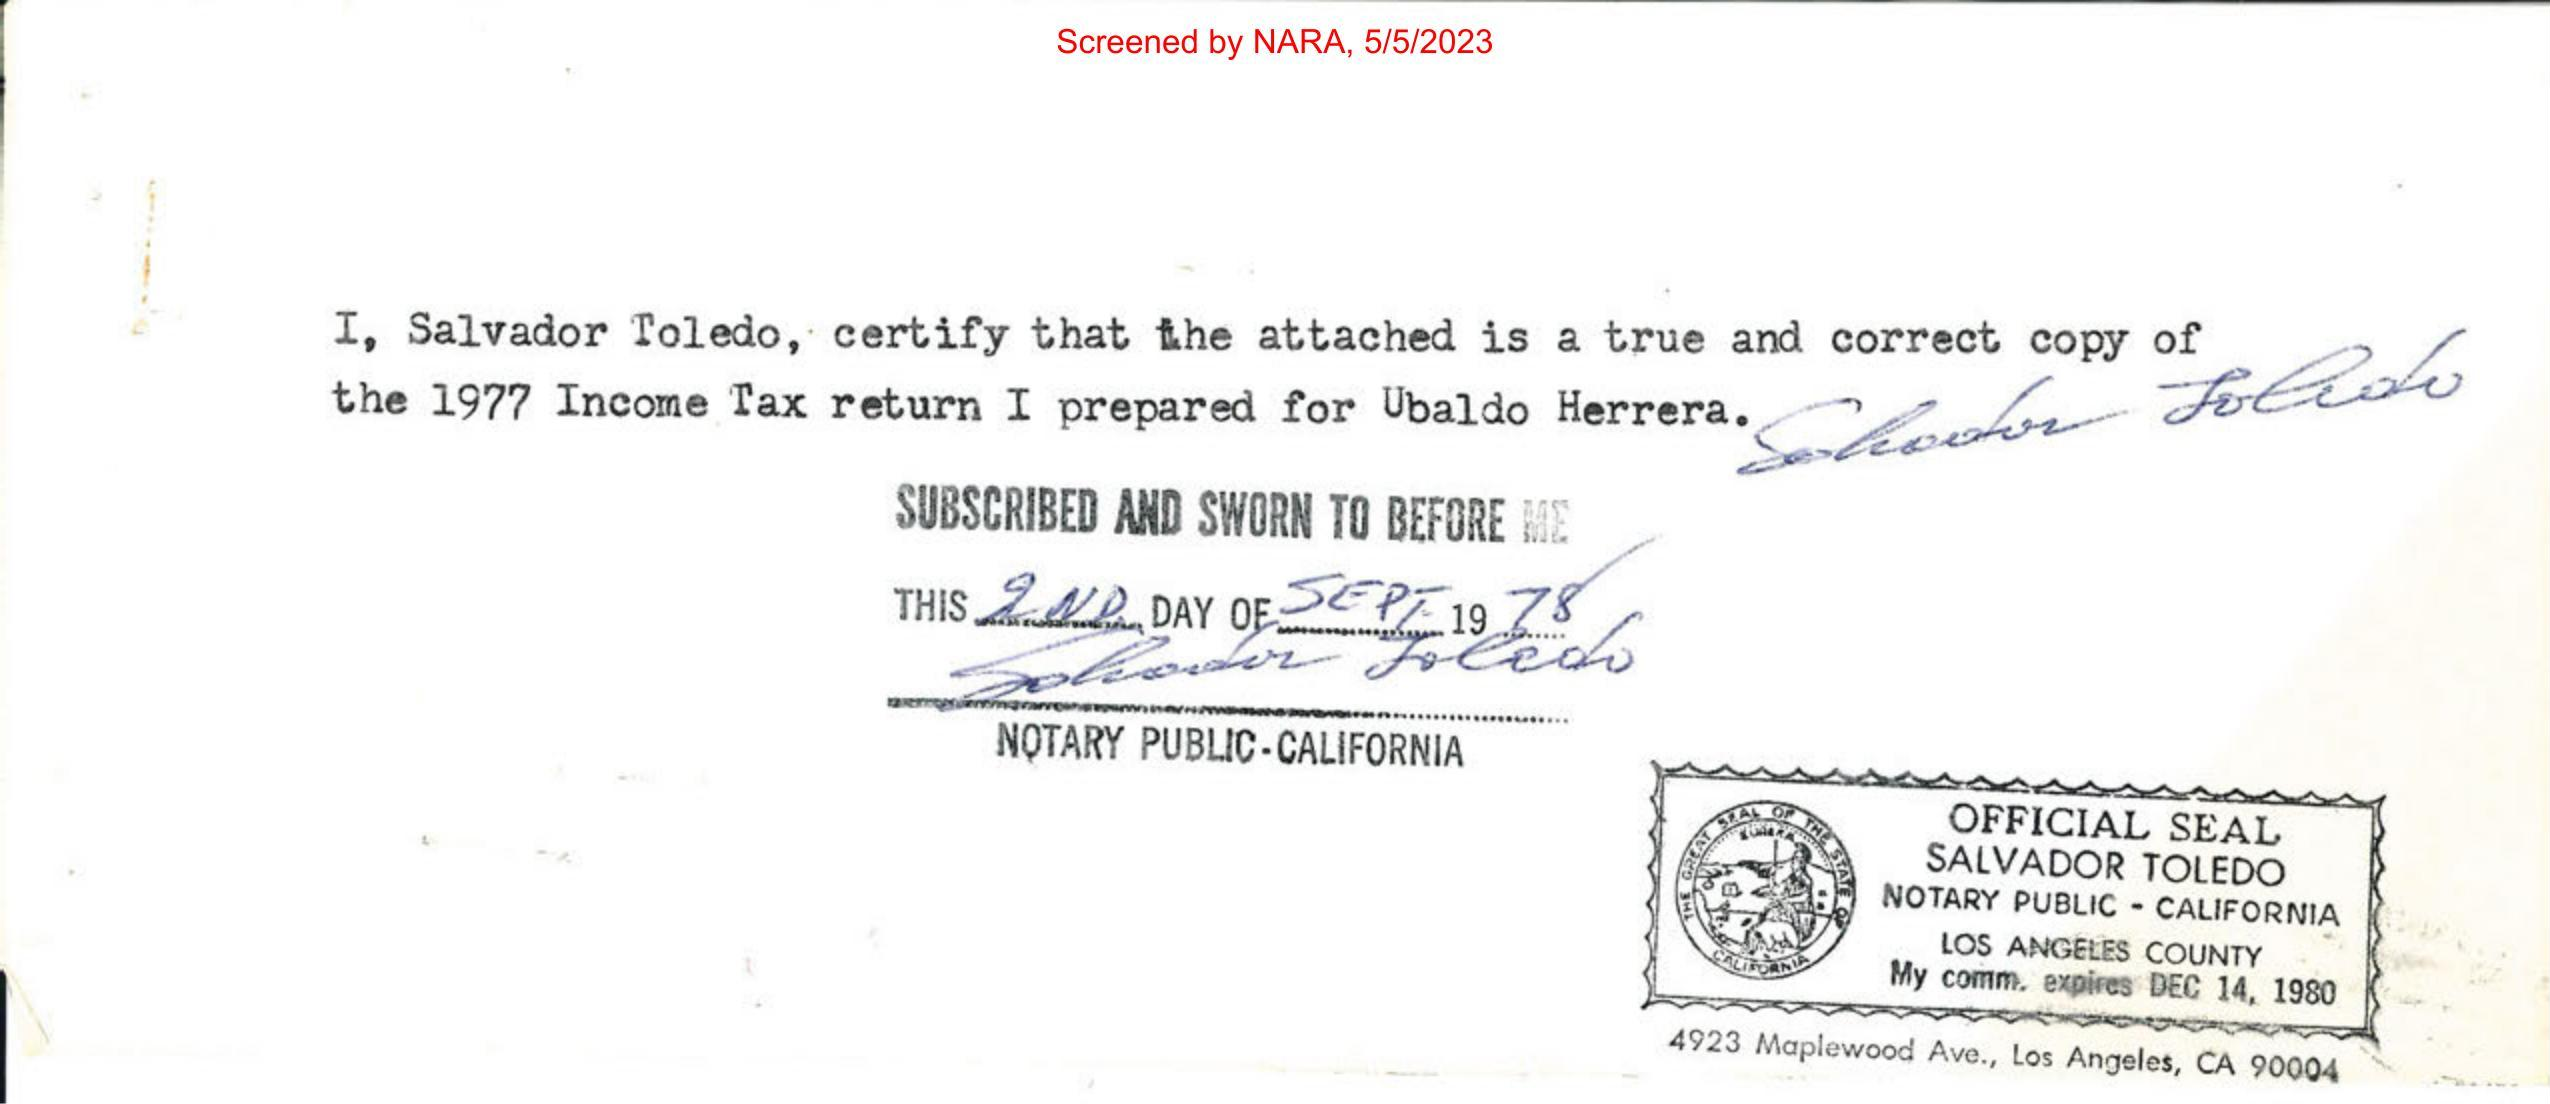 Screened by NARA, 5/5/2023
I, Salvador Toledo, certify that the attached is a true and correct copy of
the 1977 Income Tax return I prepared for Ubaldo Herrera.
Salvador Toledo
SUBSCRIBED AND SWORN TO BEFORE ME
THIS 2ND DAY OF SEPT. 19 78
Salvador Toledo
NOTARY PUBLIC-CALIFORNIA
THE GREAT SEAL OF THE STATE OF CALIFORNIA
EUREKA
OFFICIAL SEAL
SALVADOR TOLEDO
NOTARY PUBLIC - CALIFORNIA
LOS ANGELES COUNTY
My comm. expires DEC 14, 1980
4923 Maplewood Ave., Los Angeles, CA 90004